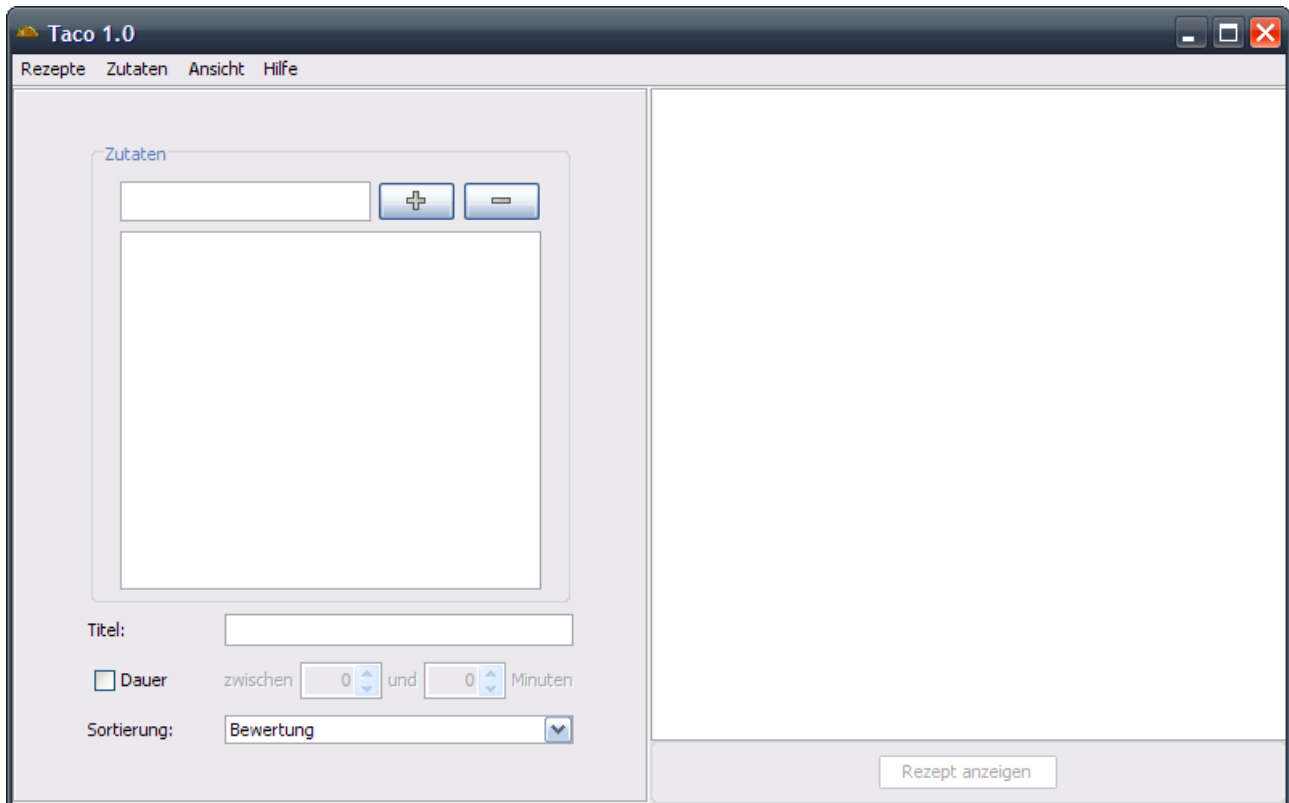 Taco 1.0
Rezepte Zutaten Ansicht Hilfe
Zutaten
Titel:
Dauer zwischen 0 und 0 Minuten
Sortierung: Bewertung
Rezept anzeigen